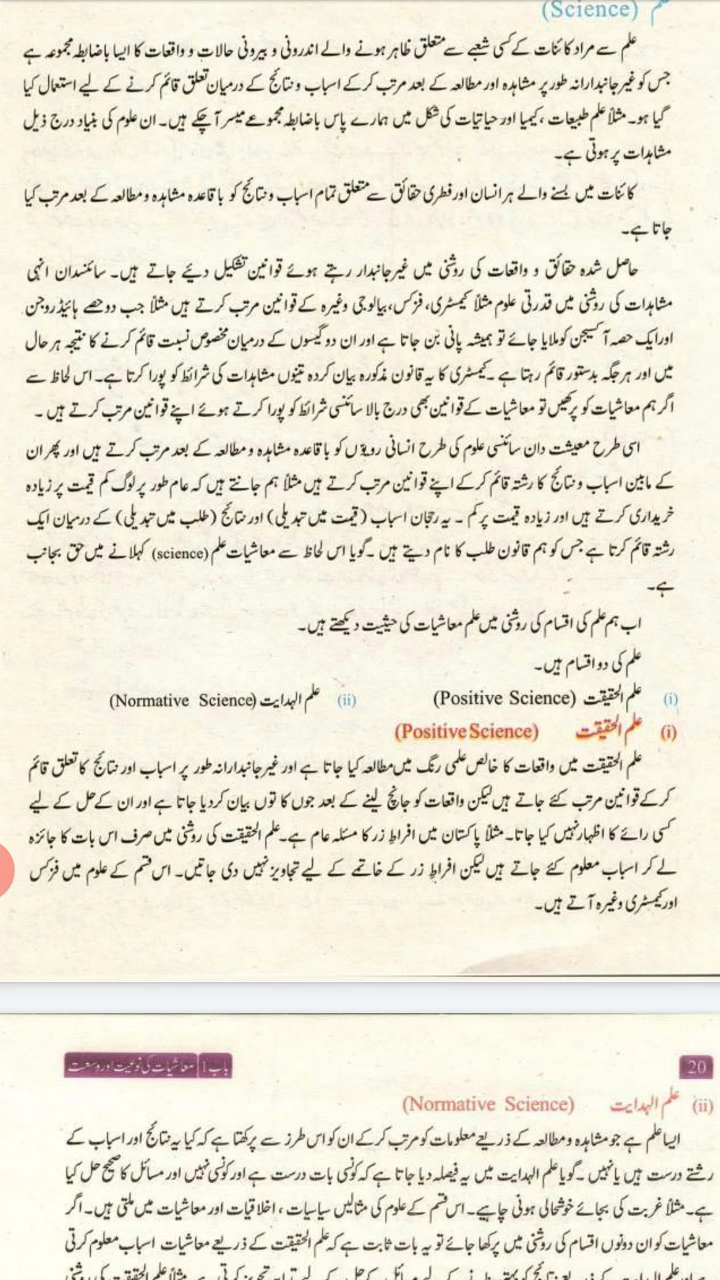 علم (Science)
علم سے مراد کائنات کے کسی شعبے سے متعلق ظاہر ہونے والے اندرونی و بیرونی حالات و واقعات کا ایسا باضابطہ مجموعہ ہے
جس کو غیر جانبدارانہ طور پر مشاہدہ اور مطالعہ کے بعد مرتب کر کے اسباب و نتائج کے درمیان تعلق قائم کرنے کے لیے استعمال کیا
گیا ہو۔ مثلاً علم طبیعات، کیمیا اور حیاتیات کی شکل میں ہمارے پاس باضابطہ مجموعے میسر آ چکے ہیں۔ ان علوم کی بنیاد درج ذیل
مشاہدات پر ہوتی ہے۔
کائنات میں بسنے والے ہر انسان اور فطری حقائق سے متعلق تمام اسباب و نتائج کو باقاعدہ مشاہدہ و مطالعہ کے بعد مرتب کیا
جاتا ہے۔
حاصل شدہ حقائق و واقعات کی روشنی میں غیر جانبدار رہتے ہوئے قوانین تشکیل دیئے جاتے ہیں۔ سائنسدان انہی
مشاہدات کی روشنی میں قدرتی علوم مثلاً کیمسٹری، فزکس، بیالوجی وغیرہ کے قوانین مرتب کرتے ہیں مثلاً جب دو حصے ہائیڈروجن
اور ایک حصہ آکسیجن کو ملایا جائے تو ہمیشہ پانی بن جاتا ہے اور ان دو گیسوں کے درمیان مخصوص نسبت قائم کرنے کا نتیجہ ہر حال
میں اور ہر جگہ بدستور قائم رہتا ہے۔ کیمسٹری کا یہ قانون مذکورہ بیان کردہ تینوں مشاہدات کی شرائط کو پورا کرتا ہے۔ اس لحاظ سے
اگر ہم معاشیات کو پرکھیں تو معاشیات کے قوانین بھی درج بالا سائنسی شرائط کو پورا کرتے ہوئے اپنے قوانین مرتب کرتے ہیں۔
اسی طرح معیشت دان سائنسی علوم کی طرح انسانی رویوں کو باقاعدہ مشاہدہ و مطالعہ کے بعد مرتب کرتے ہیں اور پھر ان
کے مابین اسباب و نتائج کا رشتہ قائم کر کے اپنے قوانین مرتب کرتے ہیں مثلاً ہم جانتے ہیں کہ عام طور پر لوگ کم قیمت پر زیادہ
خریداری کرتے ہیں اور زیادہ قیمت پر کم۔ یہ رجحان اسباب (قیمت میں تبدیلی) اور نتائج (طلب میں تبدیلی) کے درمیان ایک
رشتہ قائم کرتا ہے جس کو ہم قانون طلب کا نام دیتے ہیں۔ گویا اس لحاظ سے معاشیات علم (science) کہلانے میں حق بجانب
ہے۔
اب ہم علم کی اقسام کی روشنی میں علم معاشیات کی حیثیت دیکھتے ہیں۔
علم کی دو اقسام ہیں۔
(i) علم الحقیقت (Positive Science) (ii) علم الہدایت (Normative Science)
(i) علم الحقیقت (Positive Science)
علم الحقیقت میں واقعات کا خالص علمی رنگ میں مطالعہ کیا جاتا ہے اور غیر جانبدارانہ طور پر اسباب اور نتائج کا تعلق قائم
کر کے قوانین مرتب کئے جاتے ہیں لیکن واقعات کو جانچ لینے کے بعد جوں کا توں بیان کر دیا جاتا ہے اور ان کے حل کے لیے
کسی رائے کا اظہار نہیں کیا جاتا۔ مثلاً پاکستان میں افراطِ زر کا مسئلہ عام ہے۔ علم الحقیقت کی روشنی میں صرف اس بات کا جائزہ
لے کر اسباب معلوم کئے جاتے ہیں لیکن افراطِ زر کے خاتمے کے لیے تجاویز نہیں دی جاتیں۔ اس قسم کے علوم میں فزکس
اور کیمسٹری وغیرہ آتے ہیں۔
باب 1 معاشیات کی نوعیت اور وسعت
20
(ii) علم الہدایت (Normative Science)
ایسا علم ہے جو مشاہدہ و مطالعہ کے ذریعے معلومات کو مرتب کر کے ان کو اس طرز سے پرکھتا ہے کہ کیا یہ نتائج اور اسباب کے
رشتے درست ہیں یا نہیں۔ گویا علم الہدایت میں یہ فیصلہ دیا جاتا ہے کہ کونسی بات درست ہے اور کونسی نہیں اور مسائل کا صحیح حل کیا
ہے۔ مثلاً غربت کی بجائے خوشحالی ہونی چاہیے۔ اس قسم کے علوم کی مثالیں سیاسیات، اخلاقیات اور معاشیات میں ملتی ہیں۔ اگر
معاشیات کو ان دونوں اقسام کی روشنی میں پرکھا جائے تو یہ بات ثابت ہے کہ علم الحقیقت کے ذریعے معاشیات اسباب معلوم کرتی